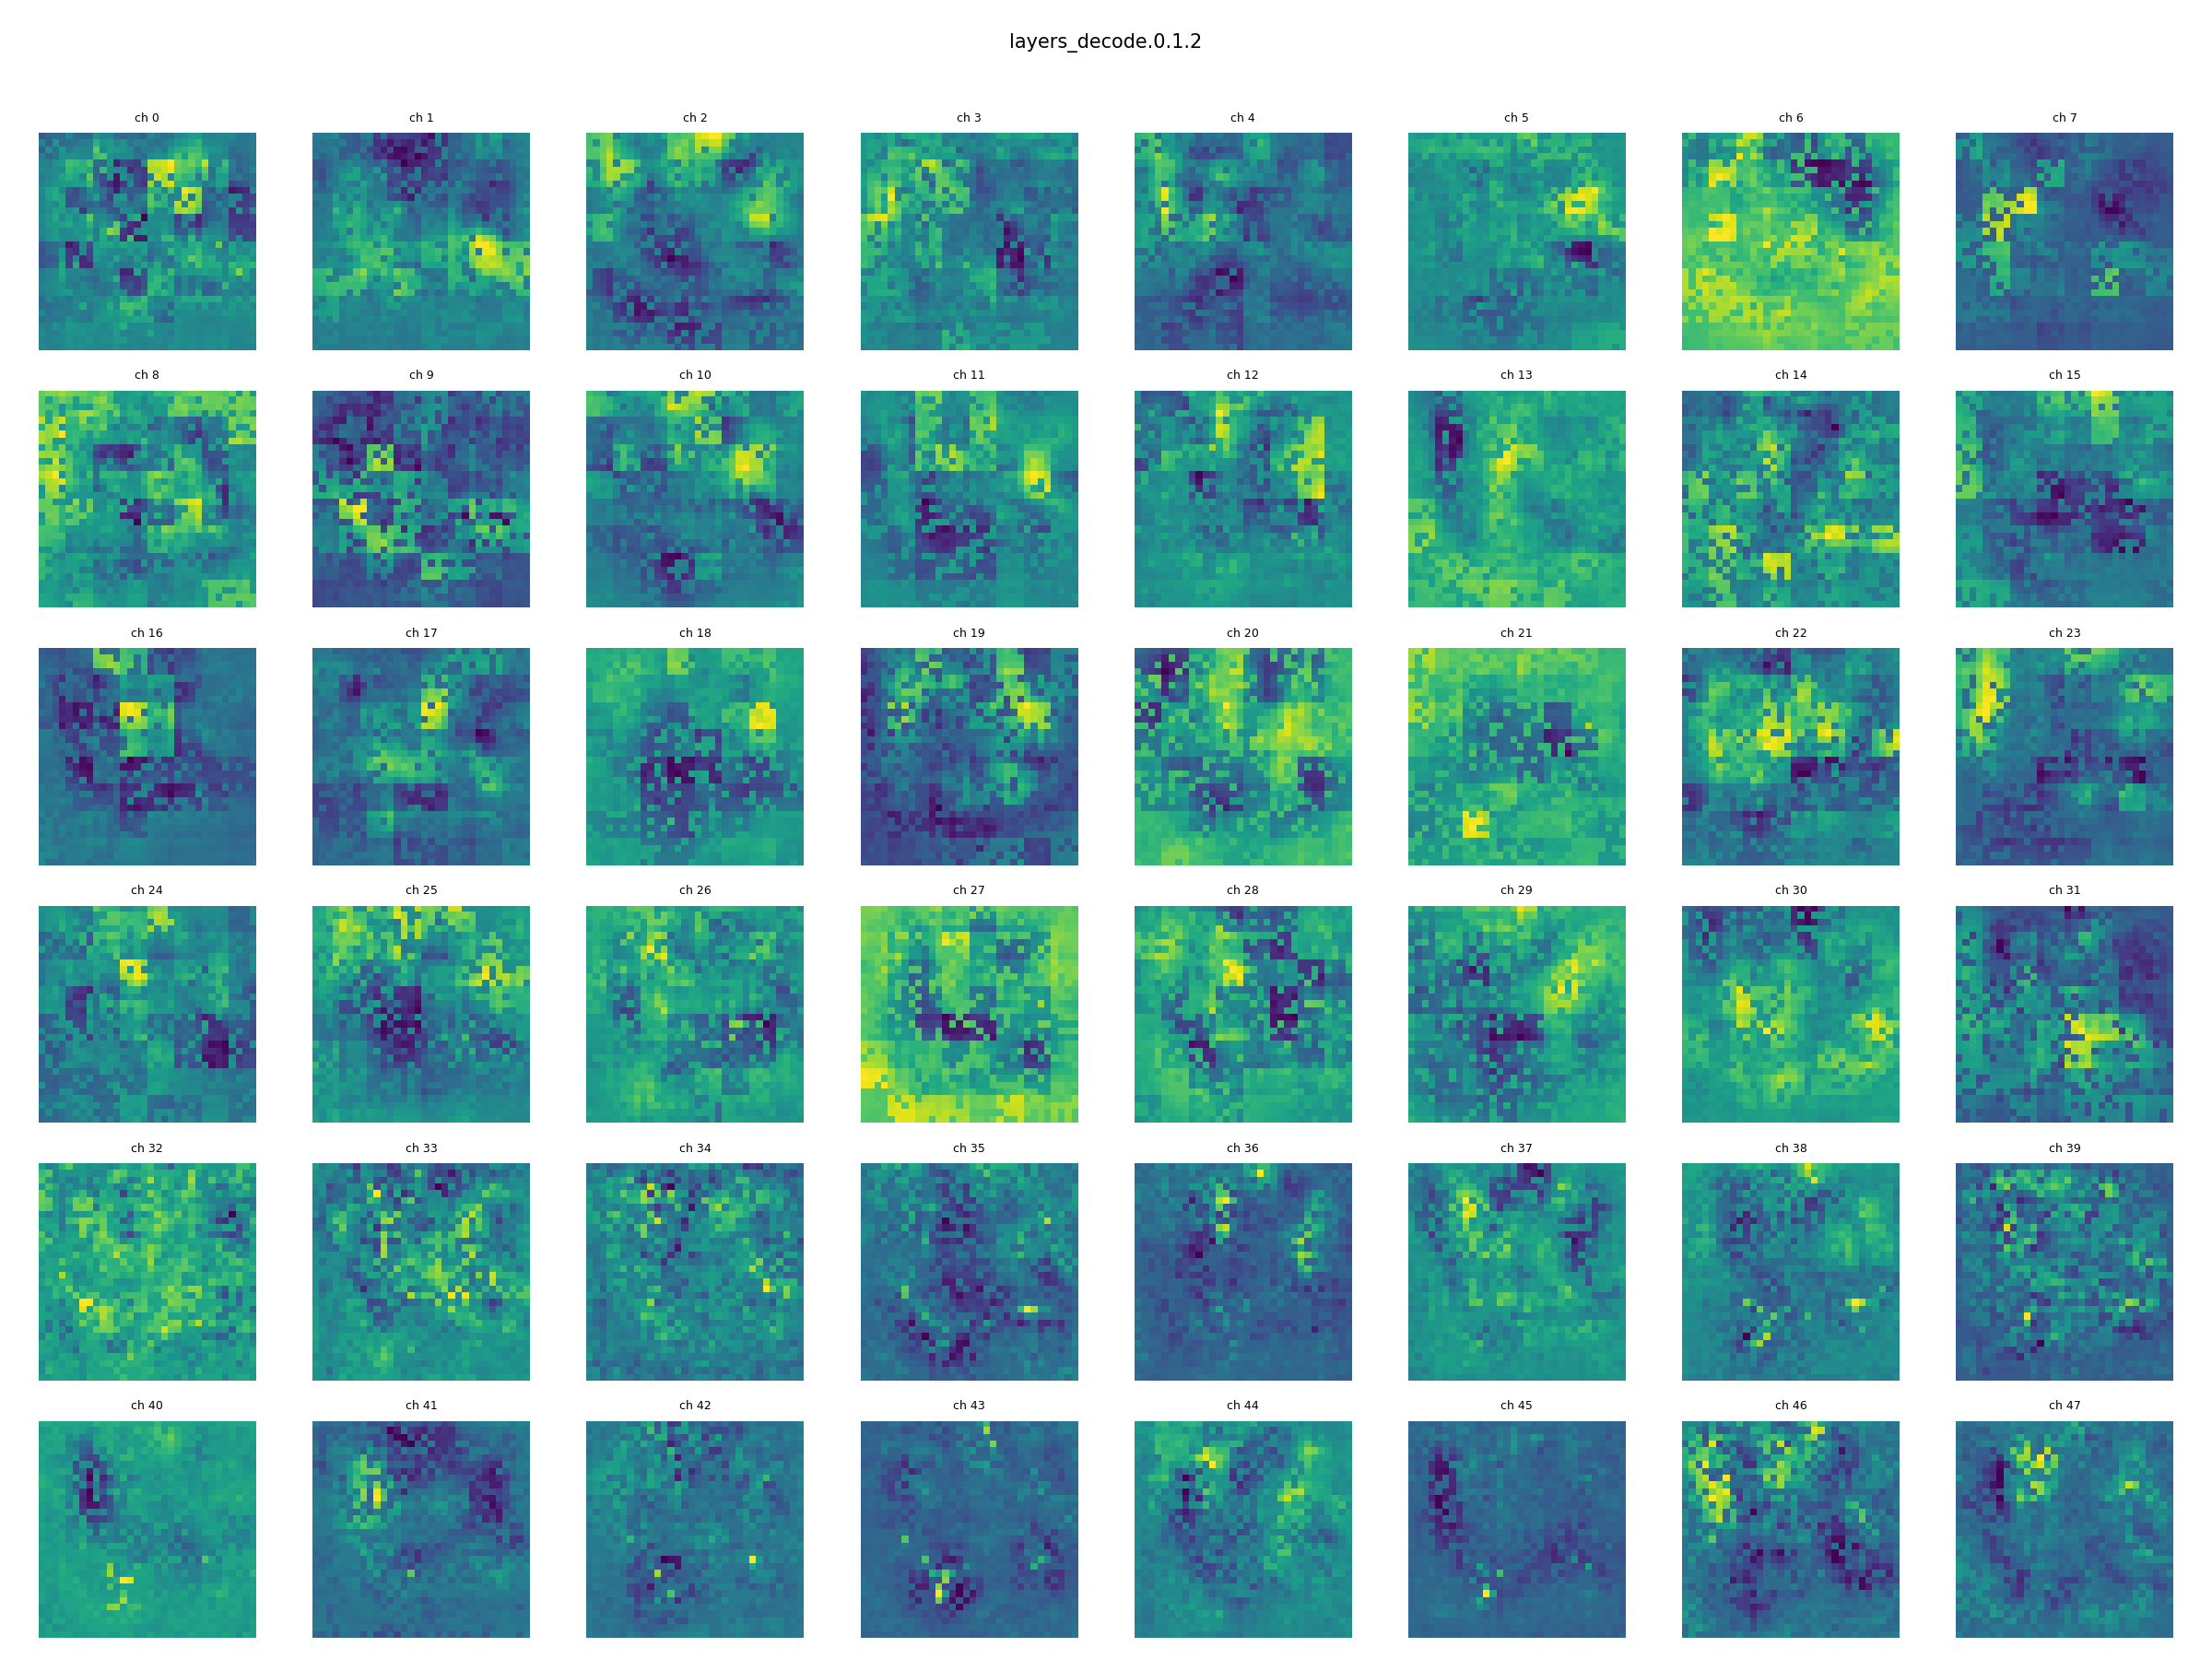 layers_decode.0.1.2
ch 0 ch 1 ch 2 ch 3 ch 4 ch 5 ch 6 ch 7
ch 8 ch 9 ch 10 ch 11 ch 12 ch 13 ch 14 ch 15
ch 16 ch 17 ch 18 ch 19 ch 20 ch 21 ch 22 ch 23
ch 24 ch 25 ch 26 ch 27 ch 28 ch 29 ch 30 ch 31
ch 32 ch 33 ch 34 ch 35 ch 36 ch 37 ch 38 ch 39
ch 40 ch 41 ch 42 ch 43 ch 44 ch 45 ch 46 ch 47